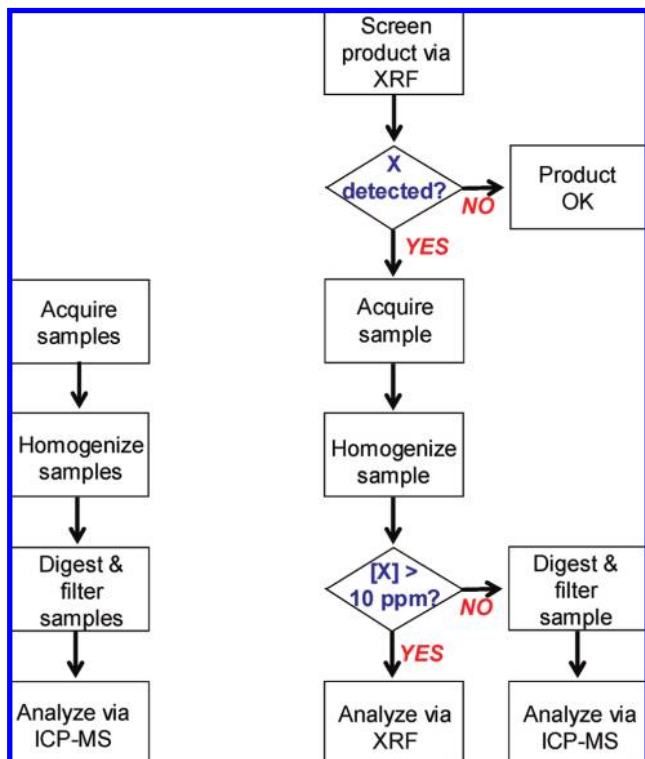 Screen
product via
XRF
X
detected?
NO
Product
OK
YES
Acquire
samples
Acquire
sample
Homogenize
samples
Homogenize
sample
Digest &
filter
samples
[X] >
10 ppm?
NO
Digest &
filter
sample
YES
Analyze via
ICP-MS
Analyze via
XRF
Analyze via
ICP-MS